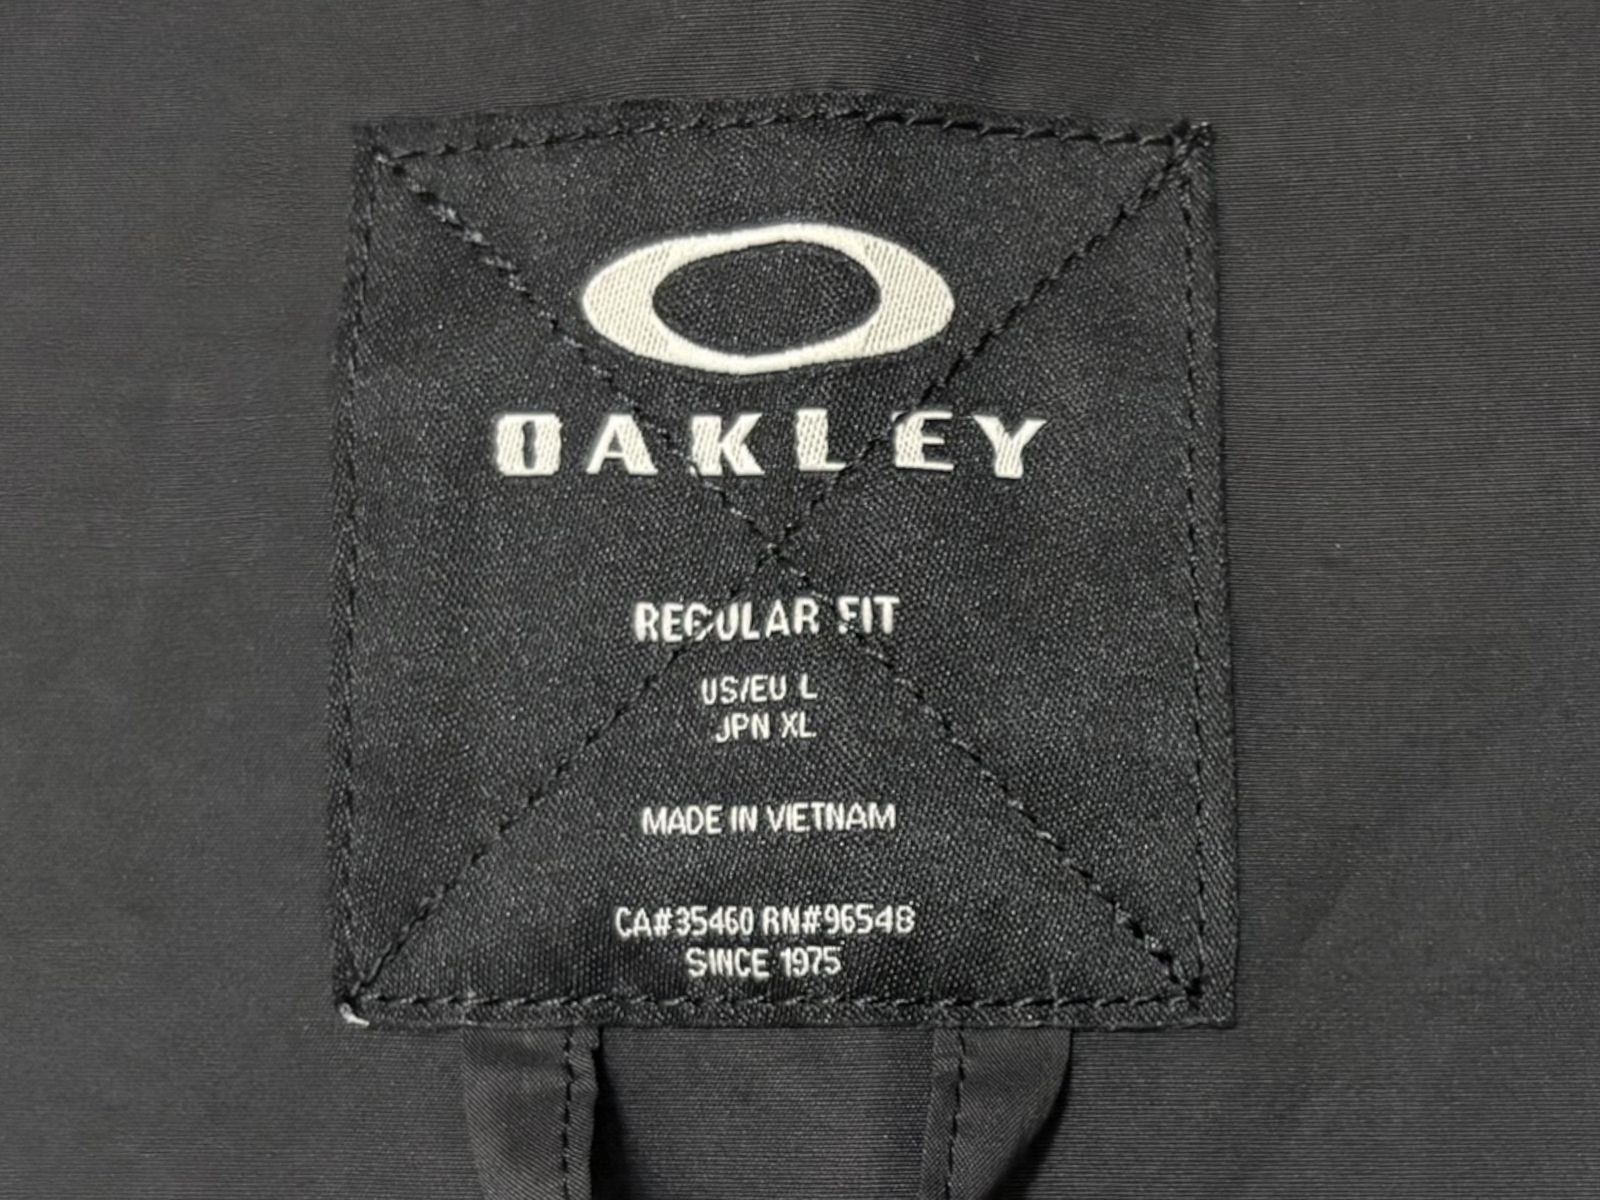 OAKLEY
REGULAR FIT
US/EU L
JPN XL
MADE IN VIETNAM
CA#35460 RN#96548
SINCE 1975